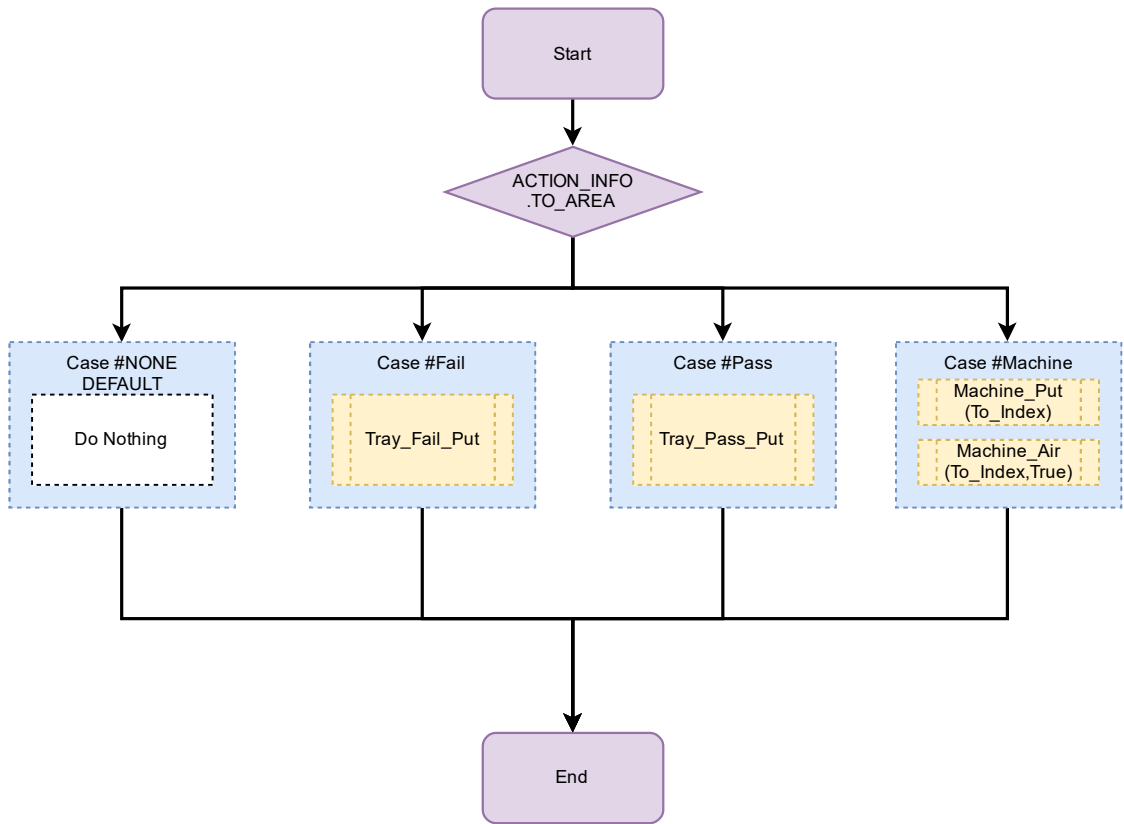 Start
ACTION_INFO
.TO_AREA
Case #NONE
DEFAULT
Do Nothing
Case #Fail
Tray_Fail_Put
Case #Pass
Tray_Pass_Put
Case #Machine
Machine_Put
(To_Index)
Machine_Air
(To_Index,True)
End